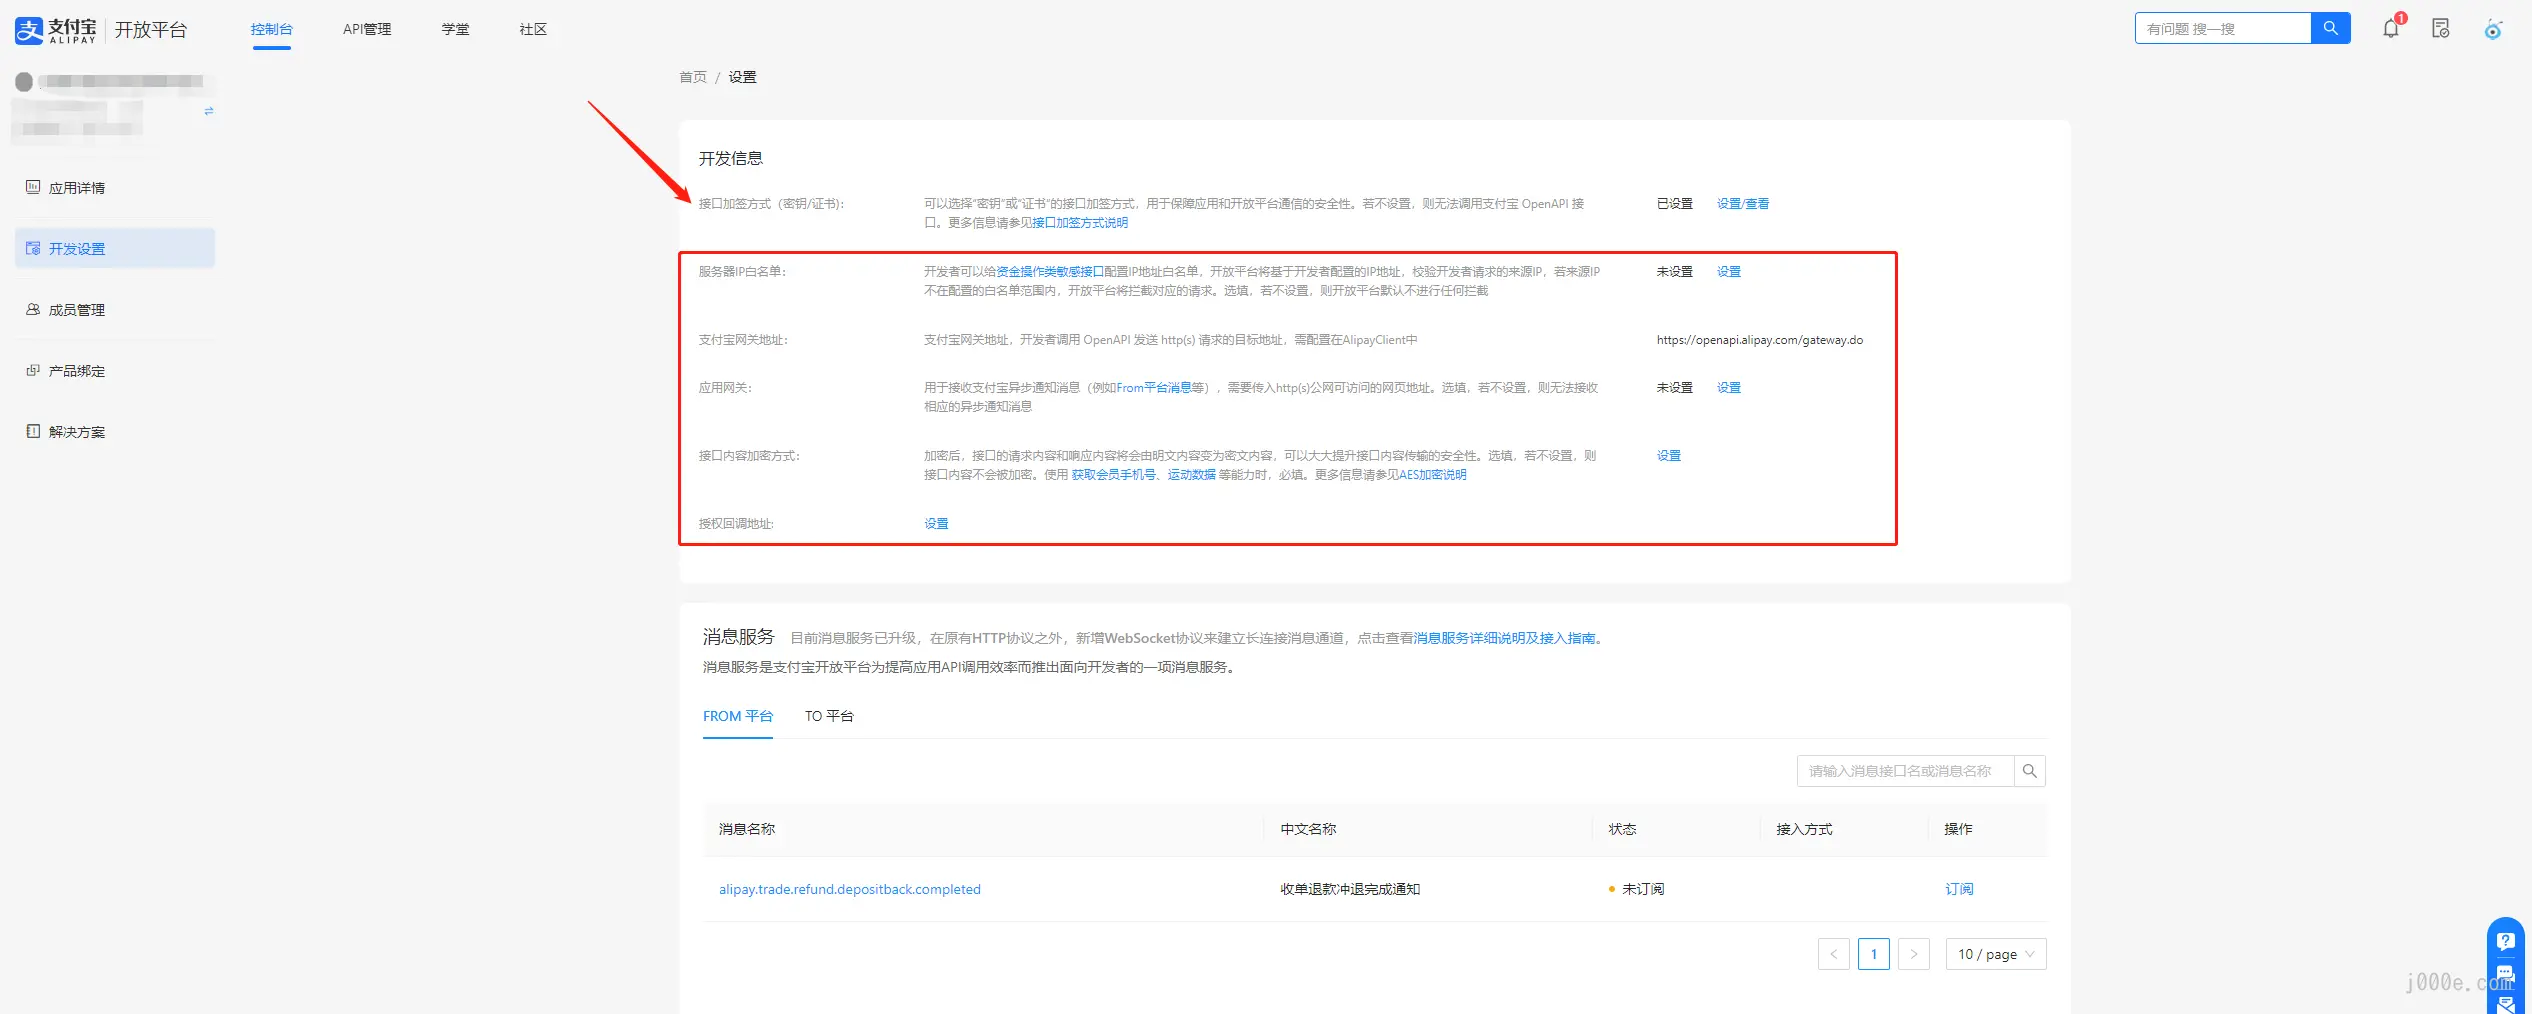 支付宝 ALIPAY 开放平台 控制台 API管理 学堂 社区 有问题 搜一搜 1
首页 / 设置
应用详情
开发设置
成员管理
产品绑定
解决方案
开发信息
接口加签方式（密钥/证书）： 可以选择“密钥”或“证书”的接口加签方式，用于保障应用和开放平台通信的安全性。若不设置，则无法调用支付宝 OpenAPI 接 已设置 设置/查看
口。更多信息请参见接口加签方式说明
服务器IP白名单： 开发者可以给资金操作类敏感接口配置IP地址白名单，开放平台将基于开发者配置的IP地址，校验开发者请求的来源IP，若来源IP 未设置 设置
不在配置的白名单范围内，开放平台将拦截对应的请求。选填，若不设置，则开放平台默认不进行任何拦截
支付宝网关地址： 支付宝网关地址，开发者调用 OpenAPI 发送 http(s) 请求的目标地址，需配置在AlipayClient中 https://openapi.alipay.com/gateway.do
应用网关： 用于接收支付宝异步通知消息（例如From平台消息等），需要传入http(s)公网可访问的网页地址。选填，若不设置，则无法接收 未设置 设置
相应的异步通知消息
接口内容加密方式： 加密后，接口的请求内容和响应内容将会由明文内容变为密文内容，可以大大提升接口内容传输的安全性。选填，若不设置，则 设置
接口内容不会被加密。使用 获取会员手机号、运动数据 等能力时，必填。更多信息请参见AES加密说明
授权回调地址: 设置
消息服务 目前消息服务已升级，在原有HTTP协议之外，新增WebSocket协议来建立长连接消息通道，点击查看消息服务详细说明及接入指南。
消息服务是支付宝开放平台为提高应用API调用效率而推出面向开发者的一项消息服务。
FROM 平台 TO 平台
请输入消息接口名或消息名称
消息名称 中文名称 状态 接入方式 操作
alipay.trade.refund.depositback.completed 收单退款冲退完成通知 未订阅 订阅
< 1 > 10 / page
j000e.com